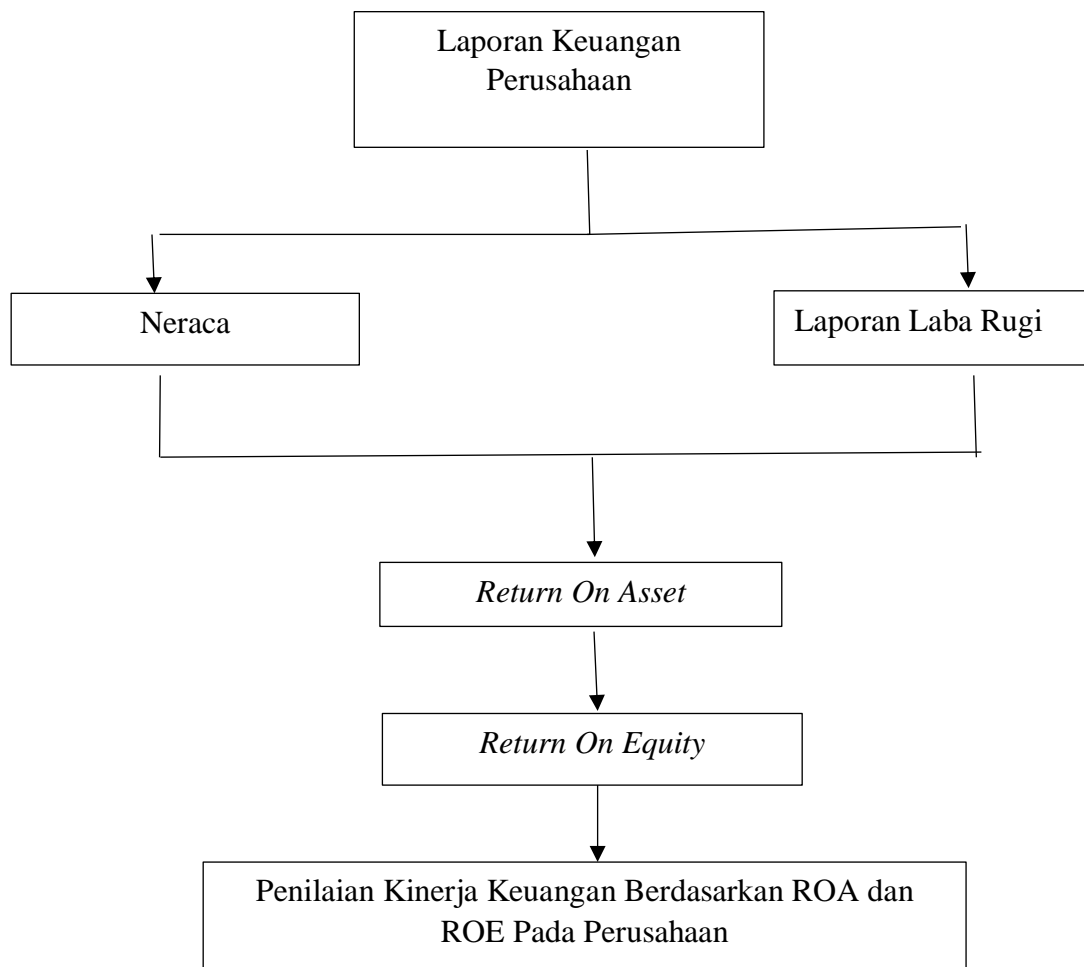 Laporan Keuangan
Perusahaan
Neraca
Laporan Laba Rugi
Return On Asset
Return On Equity
Penilaian Kinerja Keuangan Berdasarkan ROA dan
ROE Pada Perusahaan